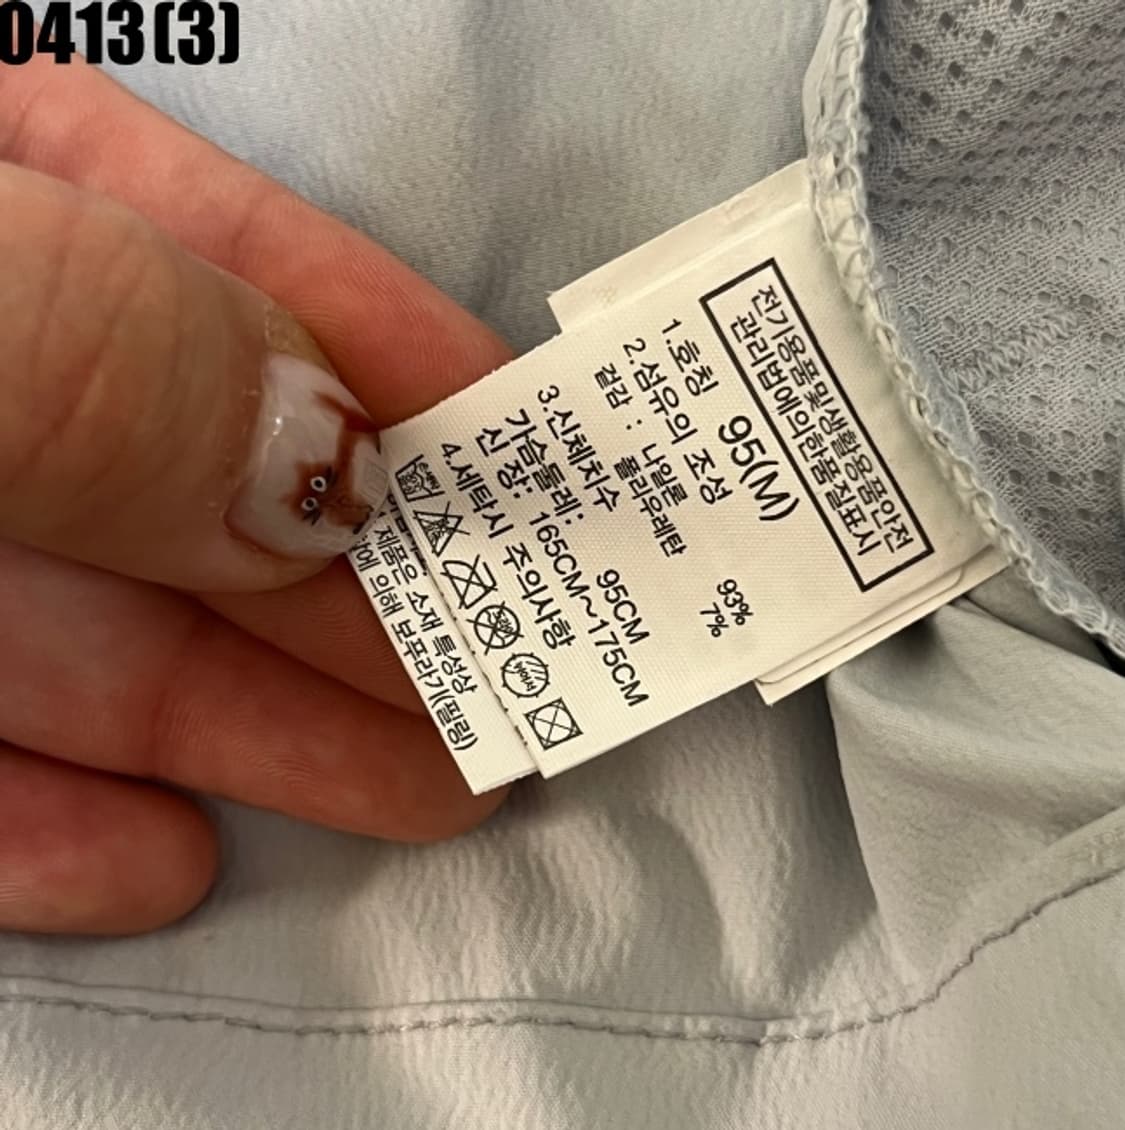 0413(3)
전기용품및생활용품안전
관리법에의한품질표시
1.호칭 95(M)
2.섬유의 조성
겉감 : 나일론 93%
폴리우레탄 7%
3.신체치수
가슴둘레: 95CM
신 장: 165CM~175CM
4.세탁시 주의사항
제품은 소재 특성상
의해 보푸라기(필링)